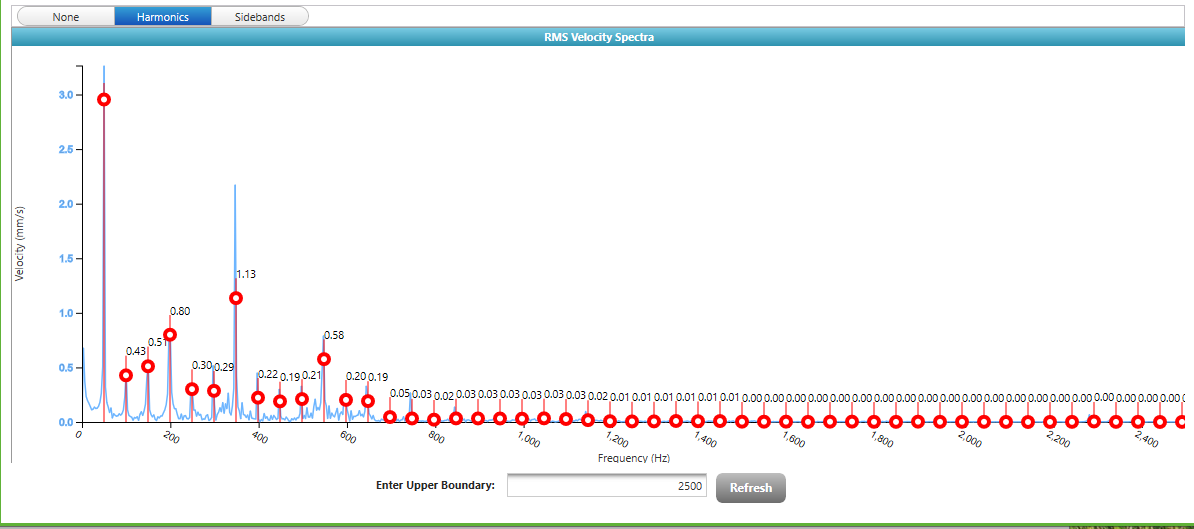 None Harmonics Sidebands
RMS Velocity Spectra
3.0
2.5
2.0
1.5
1.0
0.5
0.0
Velocity (mm/s)
0.43 0.51 0.80 0.30 0.29 1.13 0.22 0.19 0.21 0.58 0.20 0.19 0.05 0.03 0.02 0.03 0.03 0.03 0.03 0.03 0.03 0.02 0.01 0.01 0.01 0.01 0.01 0.01 0.00 0.00 0.00 0.00 0.00 0.00 0.00 0.00 0.00 0.00 0.00 0.00 0.00 0.00 0.00 0.00 0.00 0.00 0.00 0.00
0 200 400 600 800 1,000 1,200 1,400 1,600 1,800 2,000 2,200 2,400
Frequency (Hz)
Enter Upper Boundary: 2500 Refresh